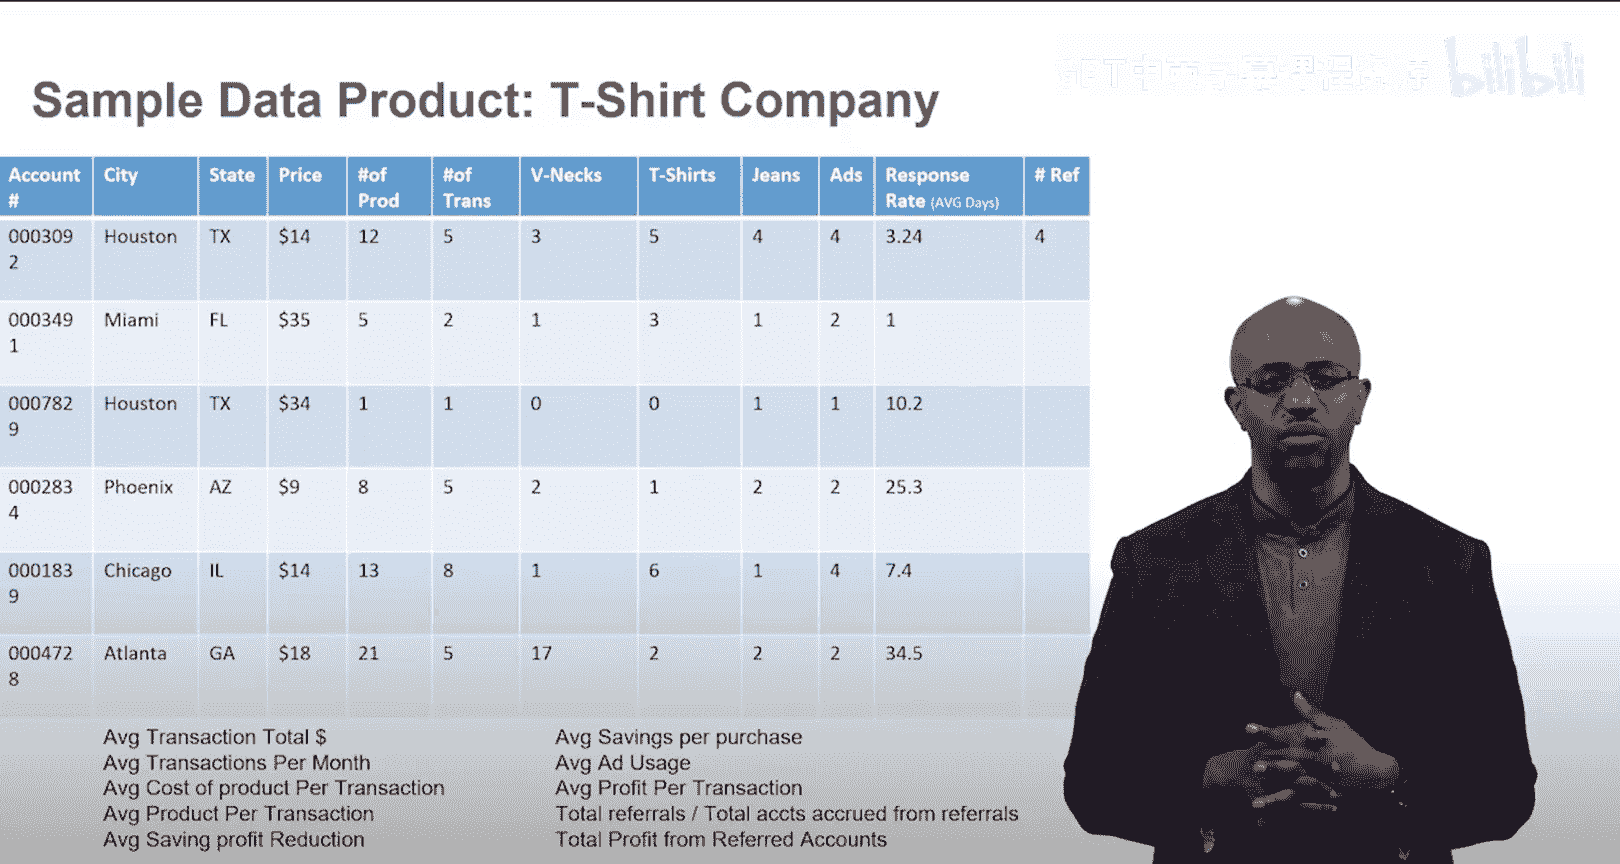 bilibili
Sample Data Product: T-Shirt Company
Account # City State Price #of Prod #of Trans V-Necks T-Shirts Jeans Ads Response Rate (AVG Days) # Ref
0003092 Houston TX $14 12 5 3 5 4 4 3.24 4
0003491 Miami FL $35 5 2 1 3 1 2 1
0007829 Houston TX $34 1 1 0 0 1 1 10.2
0002834 Phoenix AZ $9 8 5 2 1 2 2 25.3
0001839 Chicago IL $14 13 8 1 6 1 4 7.4
0004728 Atlanta GA $18 21 5 17 2 2 2 34.5
Avg Transaction Total $
Avg Transactions Per Month
Avg Cost of product Per Transaction
Avg Product Per Transaction
Avg Saving profit Reduction
Avg Savings per purchase
Avg Ad Usage
Avg Profit Per Transaction
Total referrals / Total accts accrued from referrals
Total Profit from Referred Accounts